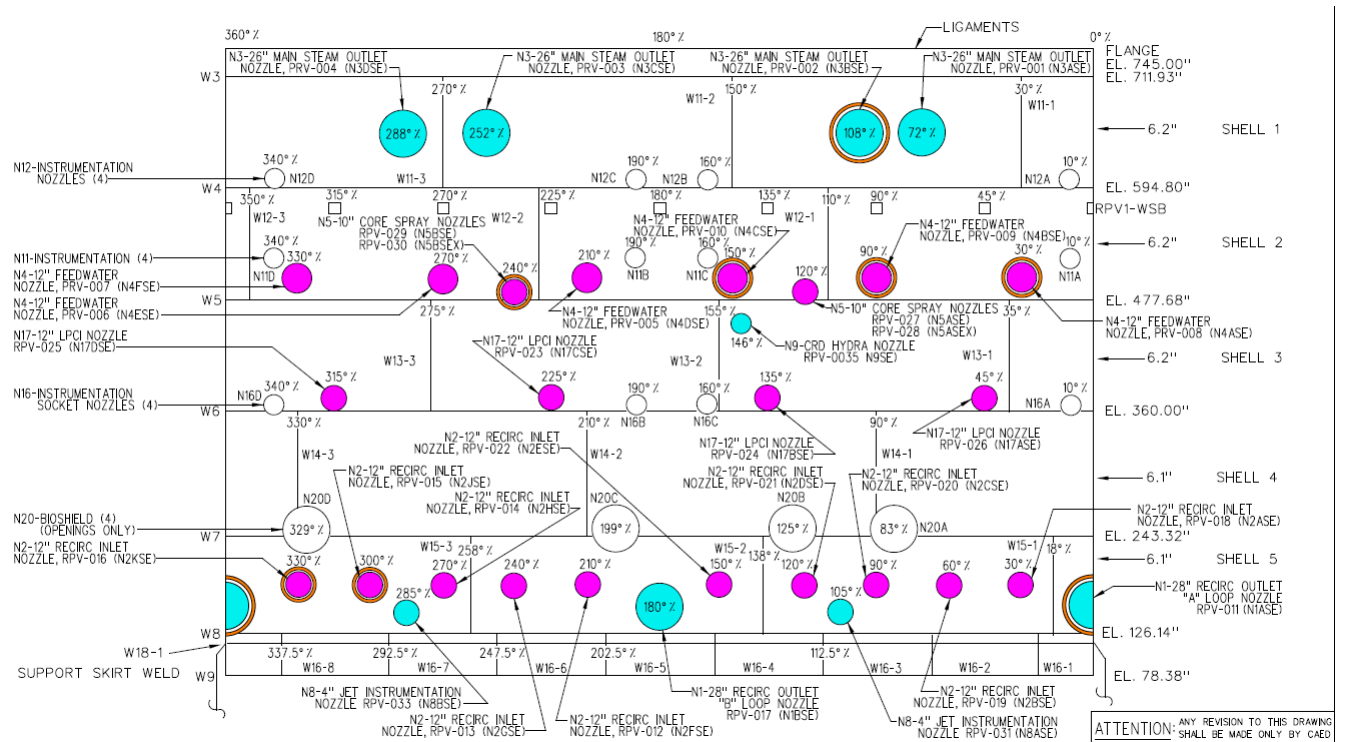 360° ⁒
180° ⁒
LIGAMENTS
0° ⁒
FLANGE
EL. 745.00"
EL. 711.93"
N3-26" MAIN STEAM OUTLET
NOZZLE, PRV-004 (N3DSE)
N3-26" MAIN STEAM OUTLET
NOZZLE, PRV-003 (N3CSE)
N3-26" MAIN STEAM OUTLET
NOZZLE, PRV-002 (N3BSE)
N3-26" MAIN STEAM OUTLET
NOZZLE, PRV-001 (N3ASE)
W3
270° ⁒
150° ⁒
30° ⁒
W11-2
W11-1
288° ⁒
252° ⁒
108° ⁒
72° ⁒
6.2" SHELL 1
N12-INSTRUMENTATION
NOZZLES (4)
340° ⁒
N12D
W11-3
190° ⁒
N12C
160° ⁒
N12B
10° ⁒
N12A
W4
EL. 594.80"
350° ⁒
315° ⁒
270° ⁒
225° ⁒
180° ⁒
135° ⁒
110° ⁒
90° ⁒
45° ⁒
RPV1-WSB
W12-3
W12-2
W12-1
N5-10" CORE SPRAY NOZZLES
RPV-029 (N5BSE)
RPV-030 (N5BSEX)
N4-12" FEEDWATER
NOZZLE, PRV-010 (N4CSE)
N4-12" FEEDWATER
NOZZLE, PRV-009 (N4BSE)
6.2" SHELL 2
N11-INSTRUMENTATION (4)
340° ⁒
N11D
190° ⁒
N11B
160° ⁒
N11C
10° ⁒
N11A
N4-12" FEEDWATER
NOZZLE, PRV-007 (N4FSE)
330° ⁒
270° ⁒
240° ⁒
210° ⁒
150° ⁒
120° ⁒
90° ⁒
30° ⁒
N4-12" FEEDWATER
NOZZLE, PRV-006 (N4ESE)
W5
EL. 477.68"
275° ⁒
155° ⁒
35° ⁒
N4-12" FEEDWATER
NOZZLE, PRV-005 (N4DSE)
N5-10" CORE SPRAY NOZZLES
RPV-027 (N5ASE)
RPV-028 (N5ASEX)
N4-12" FEEDWATER
NOZZLE, PRV-008 (N4ASE)
N17-12" LPCI NOZZLE
RPV-025 (N17DSE)
N17-12" LPCI NOZZLE
RPV-023 (N17CSE)
146° ⁒
N9-CRD HYDRA NOZZLE
RPV-0035 N9SE)
W13-3
W13-2
W13-1
6.2" SHELL 3
N16-INSTRUMENTATION
SOCKET NOZZLES (4)
340° ⁒
N16D
315° ⁒
225° ⁒
190° ⁒
N16B
160° ⁒
N16C
135° ⁒
45° ⁒
10° ⁒
N16A
W6
EL. 360.00"
330° ⁒
210° ⁒
90° ⁒
N17-12" LPCI NOZZLE
RPV-024 (N17BSE)
N17-12" LPCI NOZZLE
RPV-026 (N17ASE)
N2-12" RECIRC INLET
NOZZLE, RPV-022 (N2ESE)
W14-3
W14-2
W14-1
N2-12" RECIRC INLET
NOZZLE, RPV-015 (N2JSE)
N2-12" RECIRC INLET
NOZZLE, RPV-021 (N2DSE)
N2-12" RECIRC INLET
NOZZLE, RPV-020 (N2CSE)
6.1" SHELL 4
N2-12" RECIRC INLET
NOZZLE, RPV-014 (N2HSE)
N20-BIOSHIELD (4)
(OPENINGS ONLY)
N20D
329° ⁒
N20C
199° ⁒
N20B
125° ⁒
83° ⁒
N20A
N2-12" RECIRC INLET
NOZZLE, RPV-018 (N2ASE)
W7
EL. 243.32"
N2-12" RECIRC INLET
NOZZLE, RPV-016 (N2KSE)
W15-3
258° ⁒
W15-2
138° ⁒
W15-1
18° ⁒
6.1" SHELL 5
330° ⁒
300° ⁒
270° ⁒
240° ⁒
210° ⁒
150° ⁒
120° ⁒
90° ⁒
60° ⁒
30° ⁒
285° ⁒
180° ⁒
105° ⁒
N1-28" RECIRC OUTLET
"A" LOOP NOZZLE
RPV-011 (N1ASE)
W8
EL. 126.14"
W18-1
SUPPORT SKIRT WELD
W9
337.5° ⁒
292.5° ⁒
247.5° ⁒
202.5° ⁒
112.5° ⁒
W16-8
W16-7
W16-6
W16-5
W16-4
W16-3
W16-2
W16-1
EL. 78.38"
N8-4" JET INSTRUMENTATION
NOZZLE RPV-033 (N8BSE)
N2-12" RECIRC INLET
NOZZLE, RPV-013 (N2GSE)
N2-12" RECIRC INLET
NOZZLE, RPV-012 (N2FSE)
N1-28" RECIRC OUTLET
"B" LOOP NOZZLE
RPV-017 (N1BSE)
N2-12" RECIRC INLET
NOZZLE, RPV-019 (N2BSE)
N8-4" JET INSTRUMENTATION
NOZZLE RPV-031 (N8ASE)
ATTENTION: ANY REVISION TO THIS DRAWING
SHALL BE MADE ONLY BY CAED